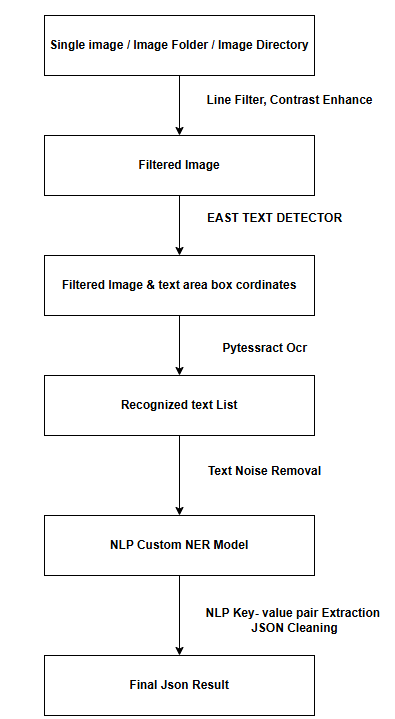 Single image / Image Folder / Image Directory
Line Filter, Contrast Enhance
Filtered Image
EAST TEXT DETECTOR
Filtered Image & text area box cordinates
Pytessract Ocr
Recognized text List
Text Noise Removal
NLP Custom NER Model
NLP Key- value pair Extraction
JSON Cleaning
Final Json Result